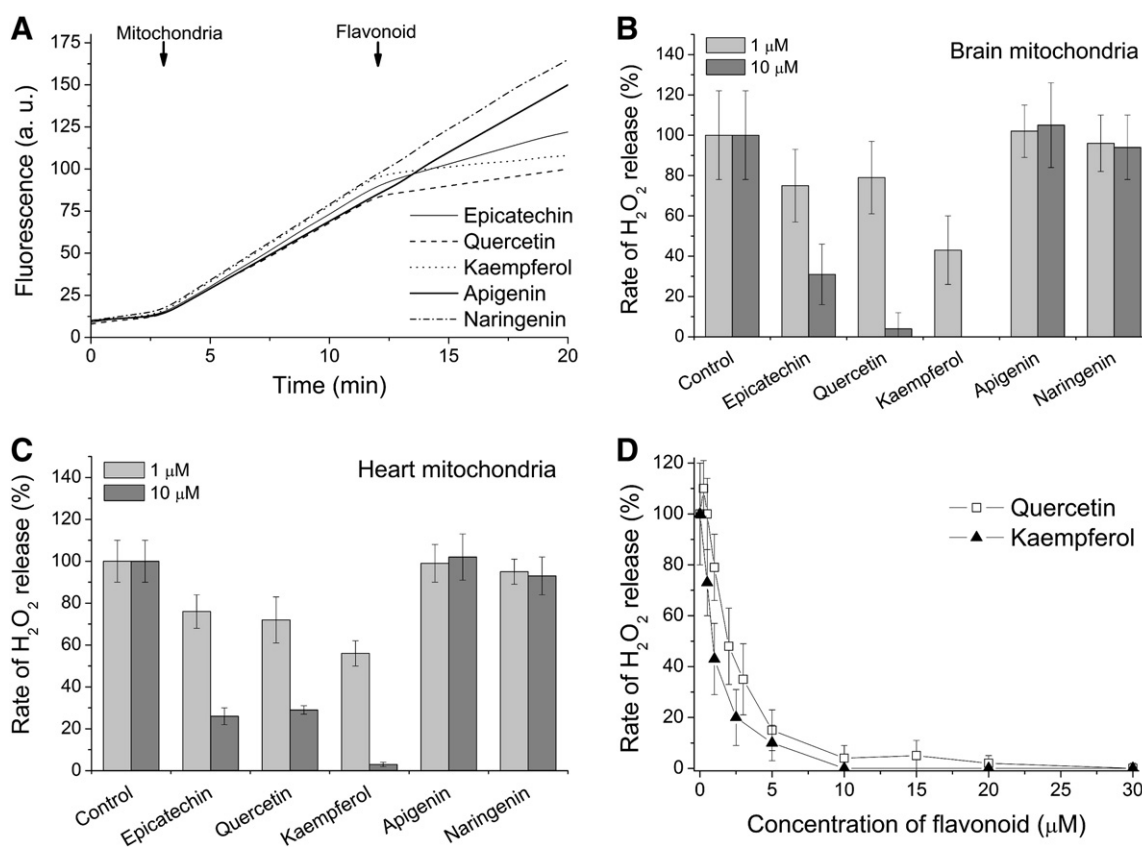 A
Mitochondria
Flavonoid
175
150
125
100
75
50
25
0
Fluorescence (a. u.)
Epicatechin
Quercetin
Kaempferol
Apigenin
Naringenin
0 5 10 15 20
Time (min)
B
1 μM
10 μM
Brain mitochondria
140
120
100
80
60
40
20
0
Rate of H₂O₂ release (%)
Control
Epicatechin
Quercetin
Kaempferol
Apigenin
Naringenin
C
1 μM
10 μM
Heart mitochondria
140
120
100
80
60
40
20
0
Rate of H₂O₂ release (%)
Control
Epicatechin
Quercetin
Kaempferol
Apigenin
Naringenin
D
120
100
80
60
40
20
0
Rate of H₂O₂ release (%)
Quercetin
Kaempferol
0 5 10 15 20 25 30
Concentration of flavonoid (μM)